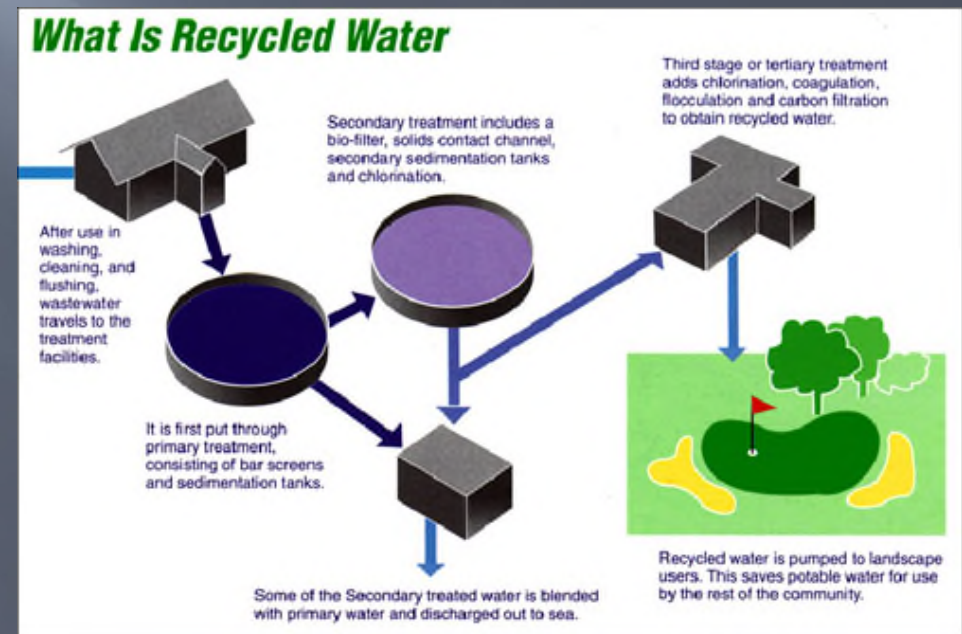 What Is Recycled Water
Third stage or tertiary treatment
adds chlorination, coagulation,
flocculation and carbon filtration
to obtain recycled water.
Secondary treatment includes a
bio-filter, solids contact channel,
secondary sedimentation tanks
and chlorination.
After use in
washing,
cleaning, and
flushing,
wastewater
travels to the
treatment
facilities.
It is first put through
primary treatment,
consisting of bar screens
and sedimentation tanks.
Some of the Secondary treated water is blended
with primary water and discharged out to sea.
Recycled water is pumped to landscape
users. This saves potable water for use
by the rest of the community.